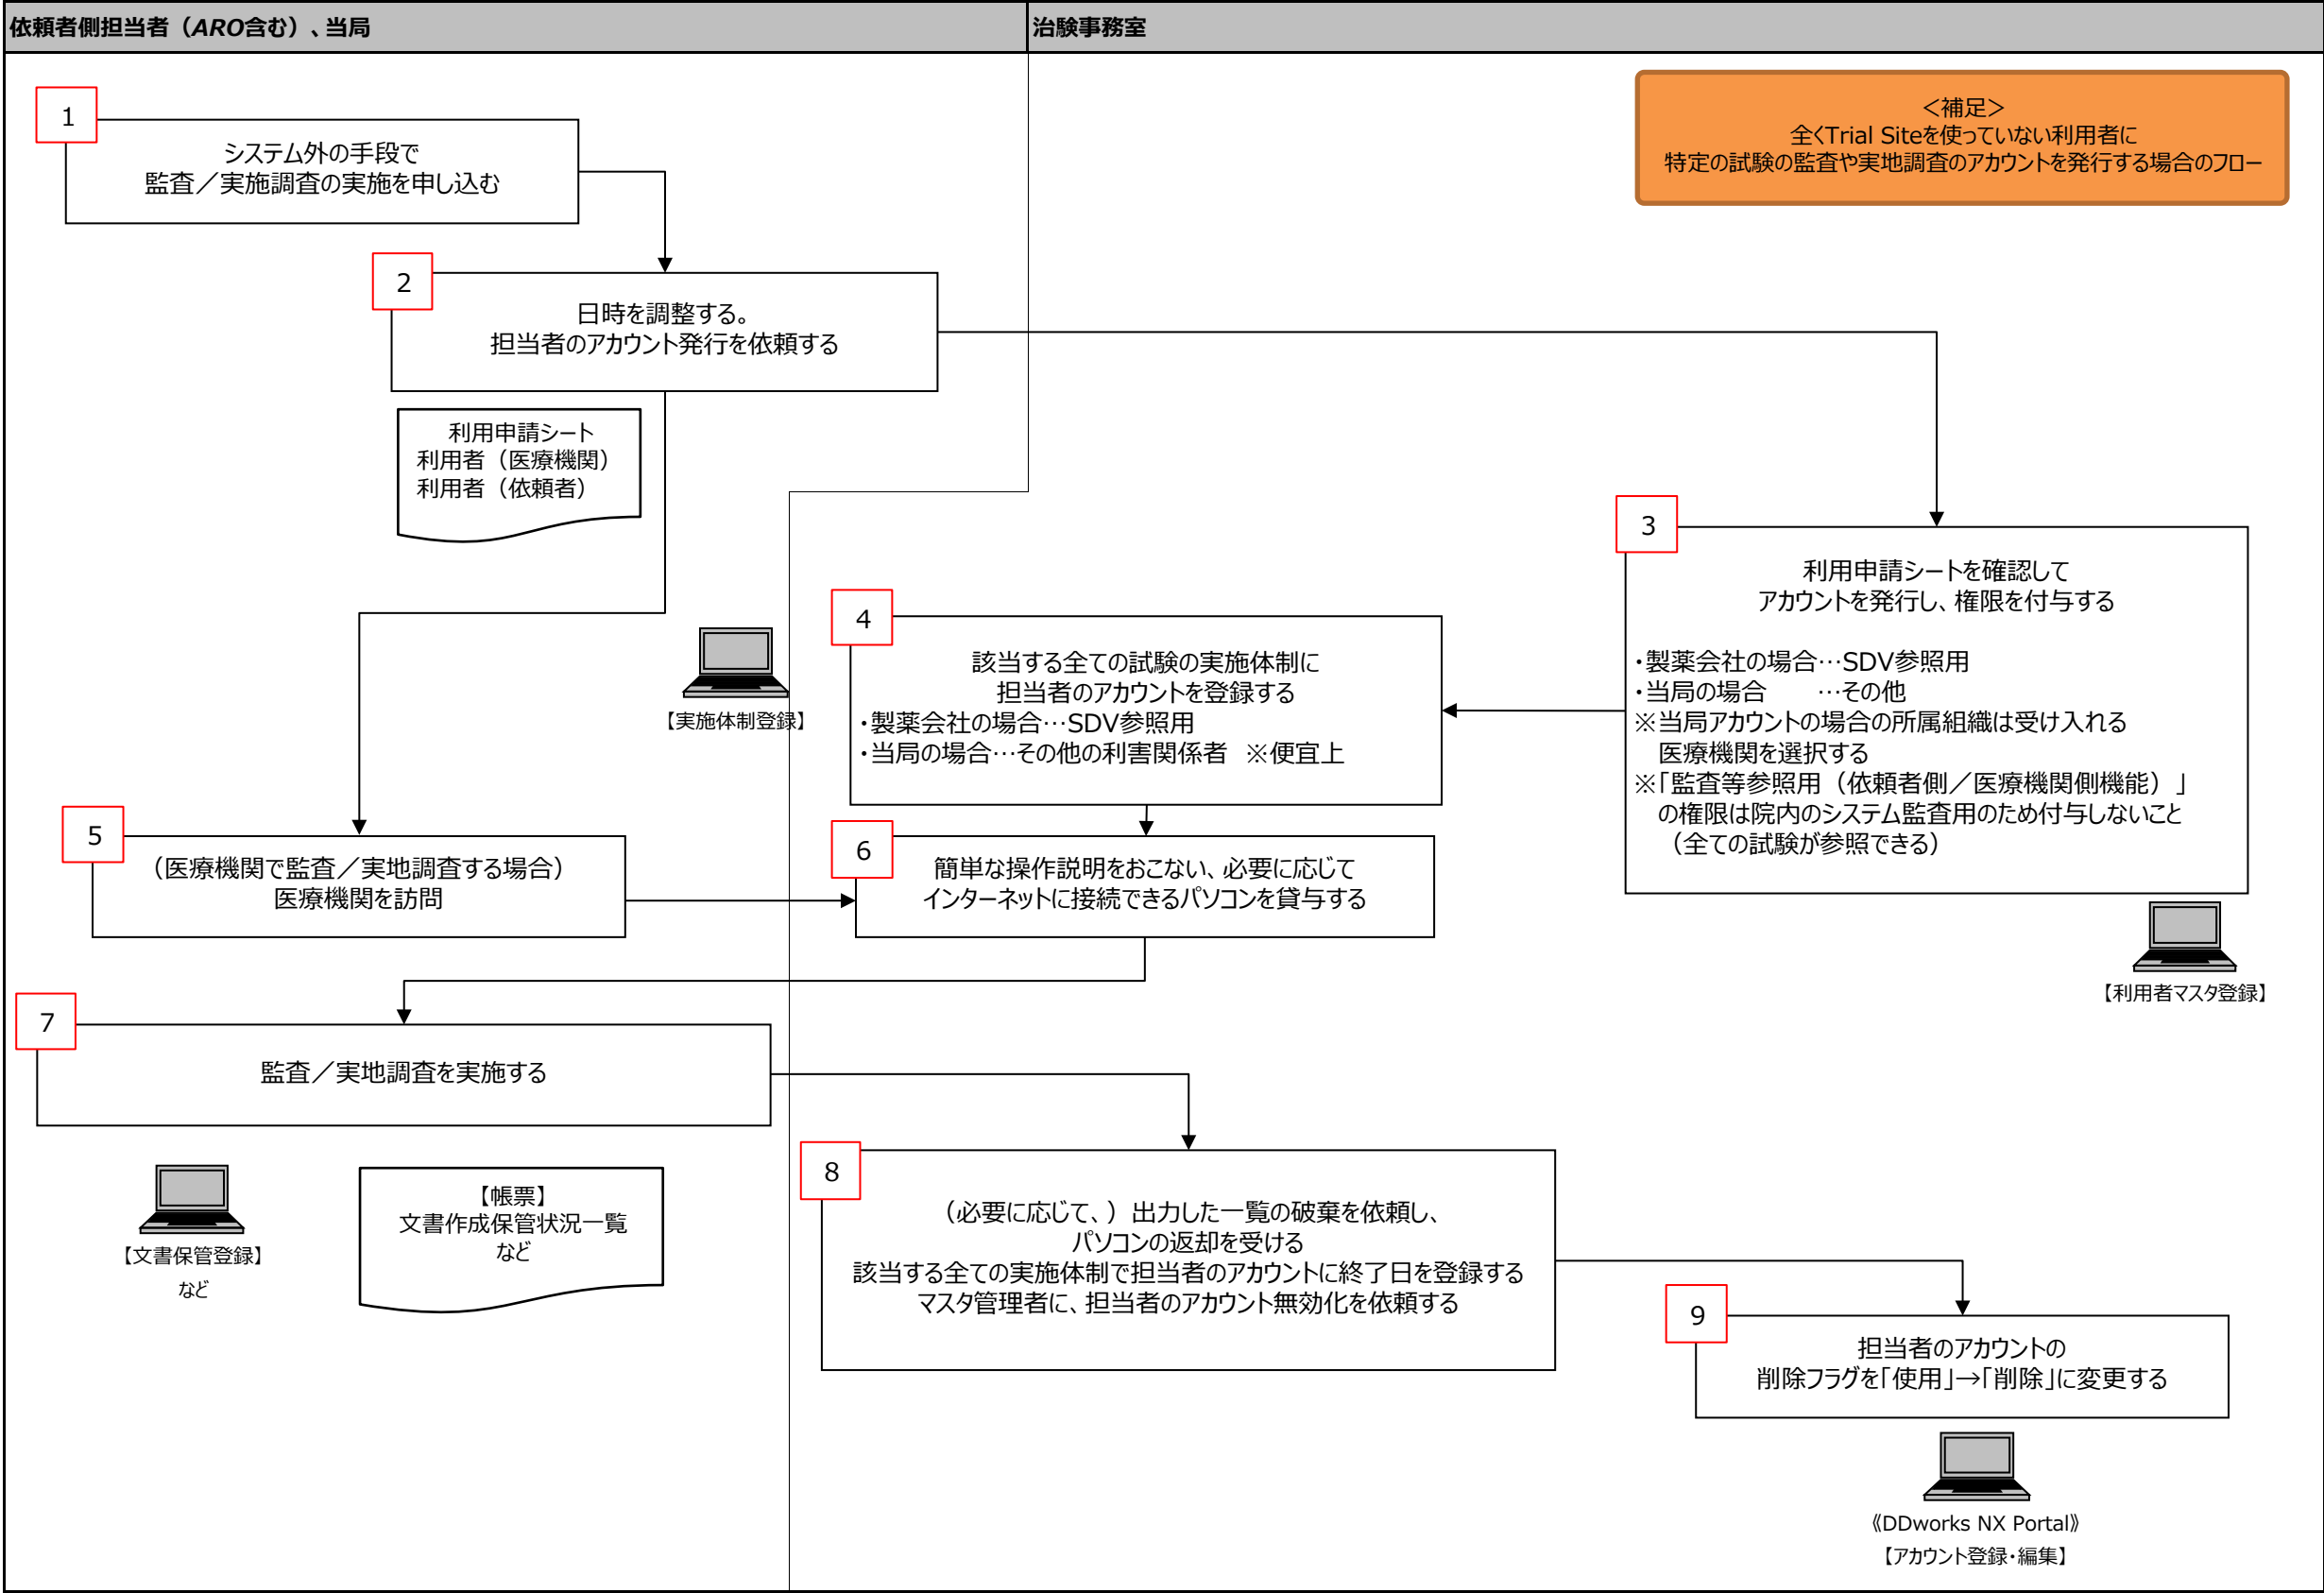 依頼者側担当者（ARO含む）、当局
治験事務室
＜補足＞
全くTrial Siteを使っていない利用者に
特定の試験の監査や実地調査のアカウントを発行する場合のフロー
1
システム外の手段で
監査／実施調査の実施を申し込む
2
日時を調整する。
担当者のアカウント発行を依頼する
利用申請シート
利用者（医療機関）
利用者（依頼者）
3
利用申請シートを確認して
アカウントを発行し、権限を付与する
・製薬会社の場合…SDV参照用
・当局の場合　　…その他
※当局アカウントの場合の所属組織は受け入れる
医療機関を選択する
※「監査等参照用（依頼者側／医療機関側機能）」
の権限は院内のシステム監査用のため付与しないこと
（全ての試験が参照できる）
【利用者マスタ登録】
4
該当する全ての試験の実施体制に
担当者のアカウントを登録する
・製薬会社の場合…SDV参照用
・当局の場合…その他の利害関係者　※便宜上
【実施体制登録】
5
（医療機関で監査／実地調査する場合）
医療機関を訪問
6
簡単な操作説明をおこない、必要に応じて
インターネットに接続できるパソコンを貸与する
7
監査／実地調査を実施する
【文書保管登録】
など
【帳票】
文書作成保管状況一覧
など
8
（必要に応じて、）出力した一覧の破棄を依頼し、
パソコンの返却を受ける
該当する全ての実施体制で担当者のアカウントに終了日を登録する
マスタ管理者に、担当者のアカウント無効化を依頼する
9
担当者のアカウントの
削除フラグを「使用」→「削除」に変更する
《DDworks NX Portal》
【アカウント登録・編集】